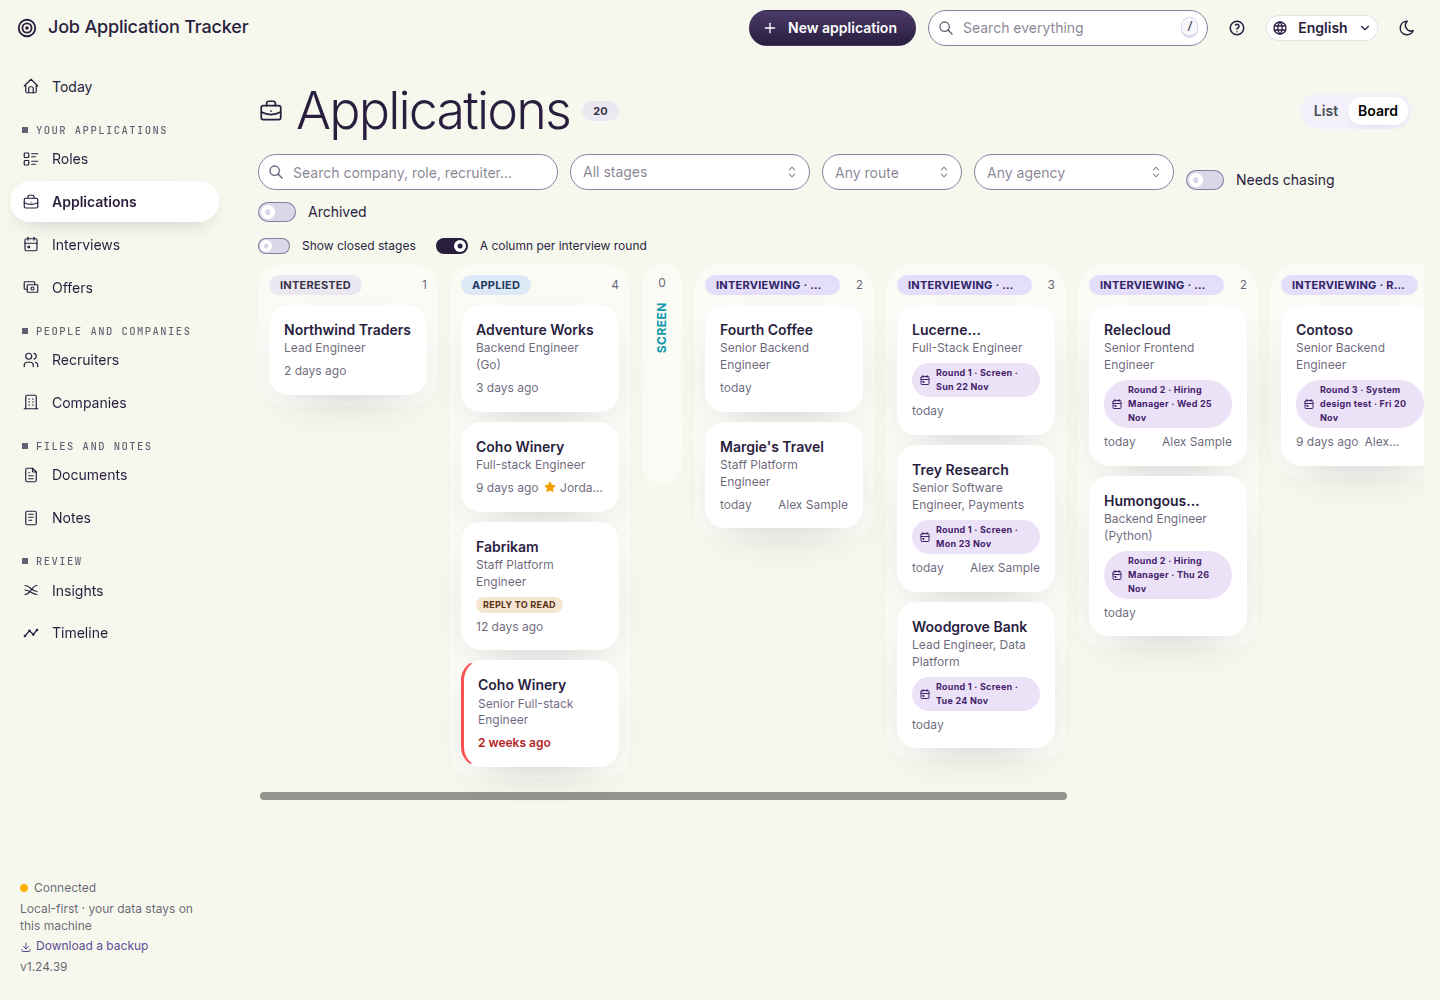 Job Application Tracker
New application
Search everything
/
English
Today
YOUR APPLICATIONS
Roles
Applications
Interviews
Offers
PEOPLE AND COMPANIES
Recruiters
Companies
FILES AND NOTES
Documents
Notes
REVIEW
Insights
Timeline
Connected
Local-first · your data stays on
this machine
Download a backup
v1.24.39
Applications
20
List
Board
Search company, role, recruiter...
All stages
Any route
Any agency
Needs chasing
Archived
Show closed stages
A column per interview round
INTERESTED
1
Northwind Traders
Lead Engineer
2 days ago
APPLIED
4
Adventure Works
Backend Engineer
(Go)
3 days ago
Coho Winery
Full-stack Engineer
9 days ago
Jorda...
Fabrikam
Staff Platform
Engineer
REPLY TO READ
12 days ago
Coho Winery
Senior Full-stack
Engineer
2 weeks ago
0
SCREEN
INTERVIEWING · ...
2
Fourth Coffee
Senior Backend
Engineer
today
Margie's Travel
Staff Platform
Engineer
today
Alex Sample
INTERVIEWING · ...
3
Lucerne...
Full-Stack Engineer
Round 1 · Screen ·
Sun 22 Nov
today
Trey Research
Senior Software
Engineer, Payments
Round 1 · Screen ·
Mon 23 Nov
today
Alex Sample
Woodgrove Bank
Lead Engineer, Data
Platform
Round 1 · Screen ·
Tue 24 Nov
today
INTERVIEWING · ...
2
Relecloud
Senior Frontend
Engineer
Round 2 · Hiring
Manager · Wed 25
Nov
today
Alex Sample
Humongous...
Backend Engineer
(Python)
Round 2 · Hiring
Manager · Thu 26
Nov
today
INTERVIEWING · R...
Contoso
Senior Backend
Engineer
Round 3 · System
design test · Fri 20
Nov
9 days ago
Alex...